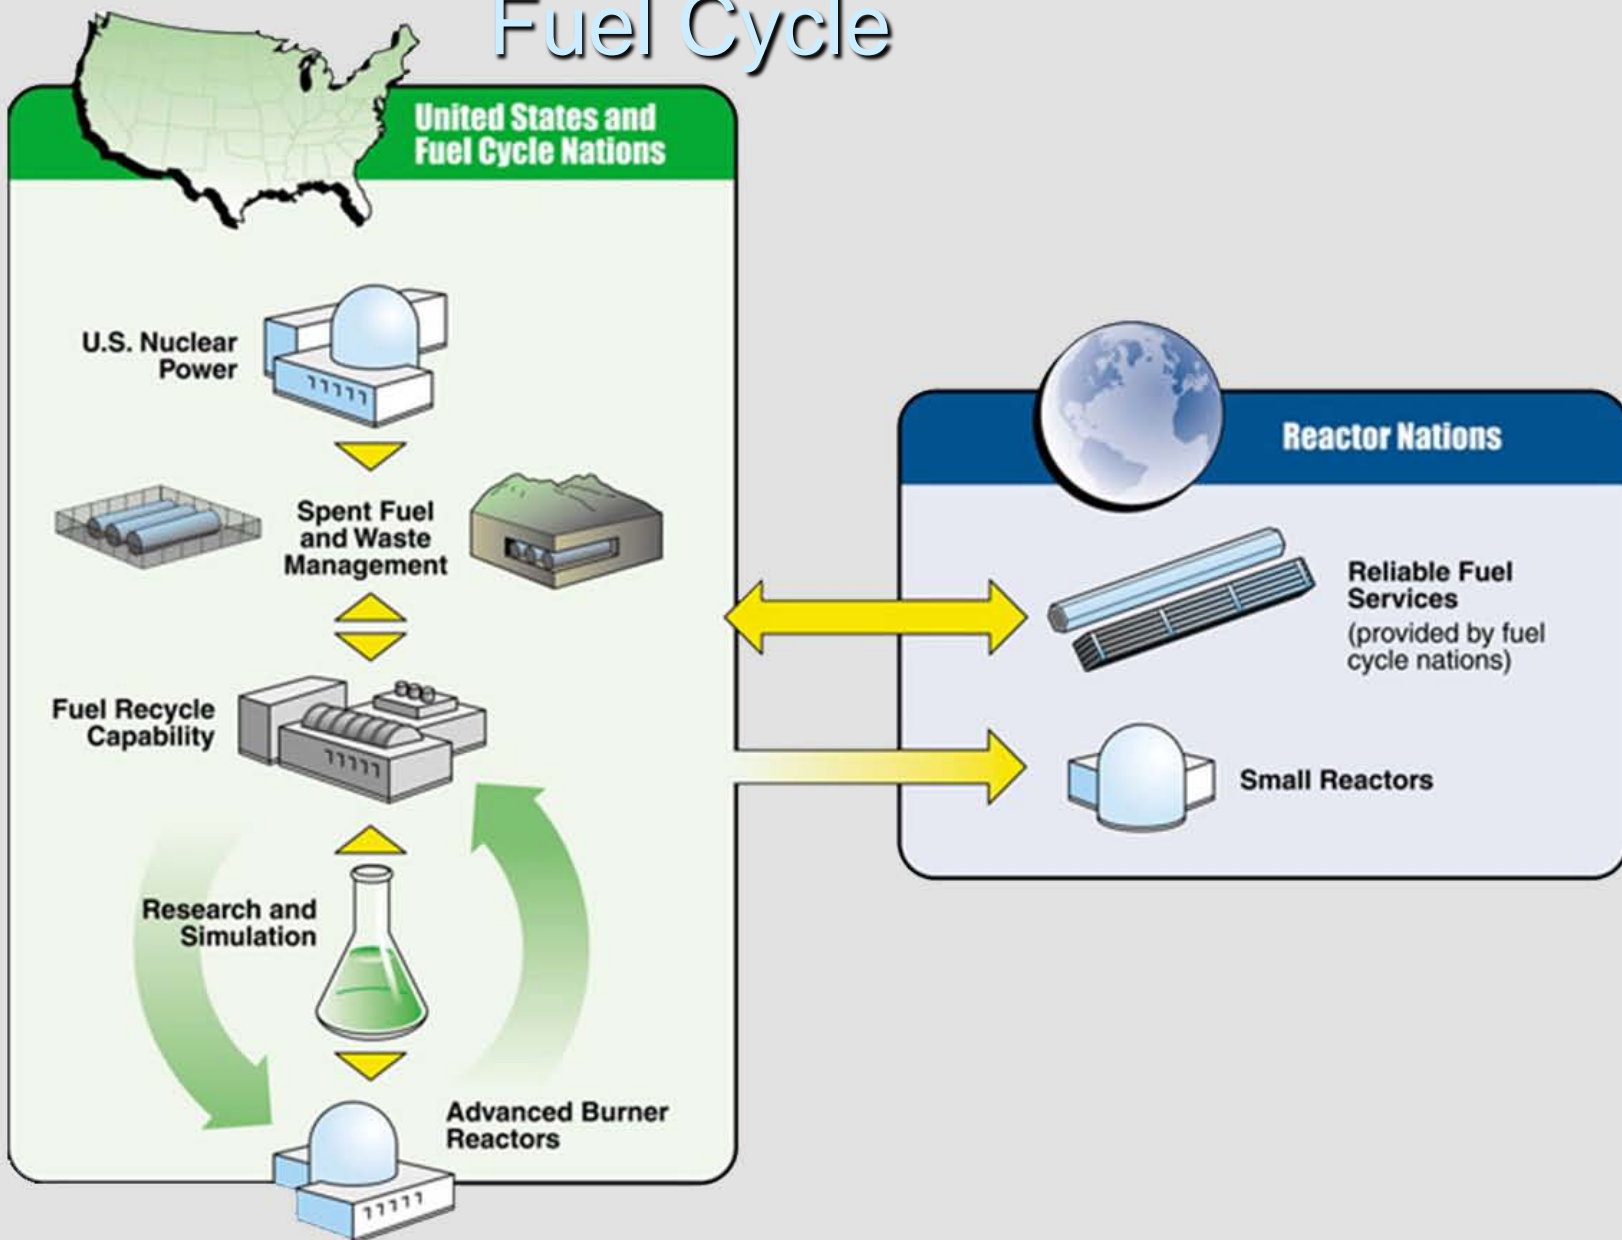 Fuel Cycle
United States and
Fuel Cycle Nations
U.S. Nuclear
Power
Spent Fuel
and Waste
Management
Fuel Recycle
Capability
Research and
Simulation
Advanced Burner
Reactors
Reactor Nations
Reliable Fuel
Services
(provided by fuel
cycle nations)
Small Reactors